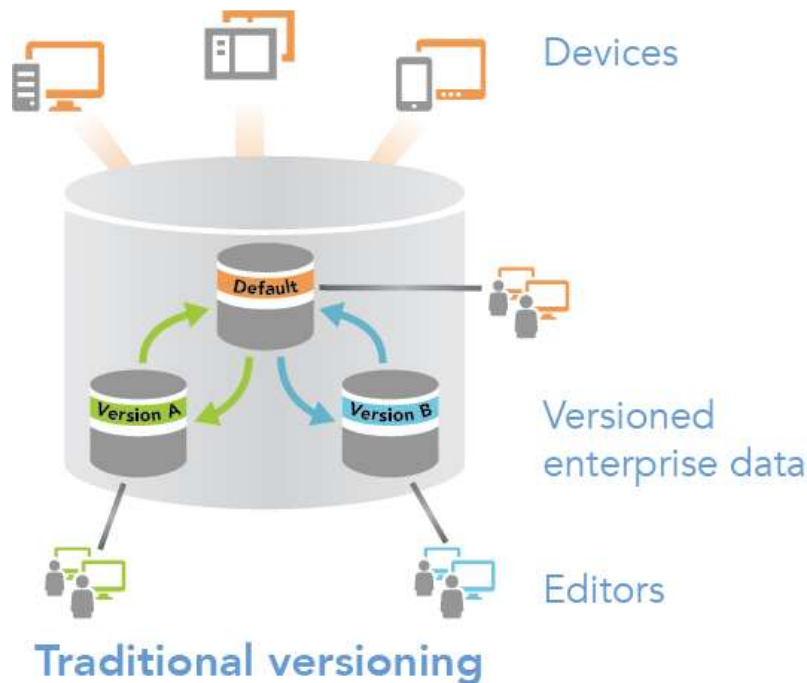 Devices
Default
Version A
Version B
Versioned
enterprise data
Editors
Traditional versioning